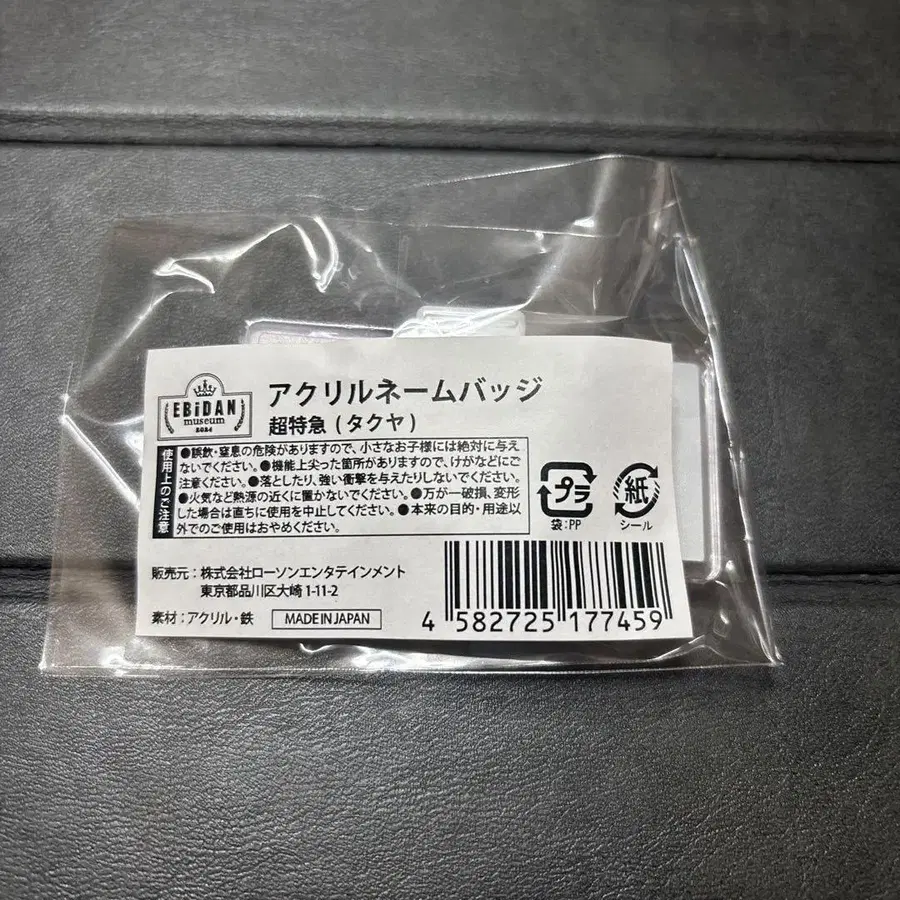 EBiDAN
museum
2024
アクリルネームバッジ
超特急 (タクヤ)
使用上のご注意
●誤飲・窒息の危険がありますので、小さなお子様には絶対に与え
ないでください。●機能上尖った箇所がありますので、けがなどにご
注意ください。●落としたり、強い衝撃を与えたりしないでください。
●火気など熱源の近くに置かないでください。●万が一破損、変形
した場合は直ちに使用を中止してください。●本来の目的・用途以
外でのご使用はおやめください。
プラ
袋:PP
紙
シール
販売元:株式会社ローソンエンタテインメント
東京都品川区大崎 1-11-2
素材:アクリル・鉄
MADE IN JAPAN
4 582725 177459